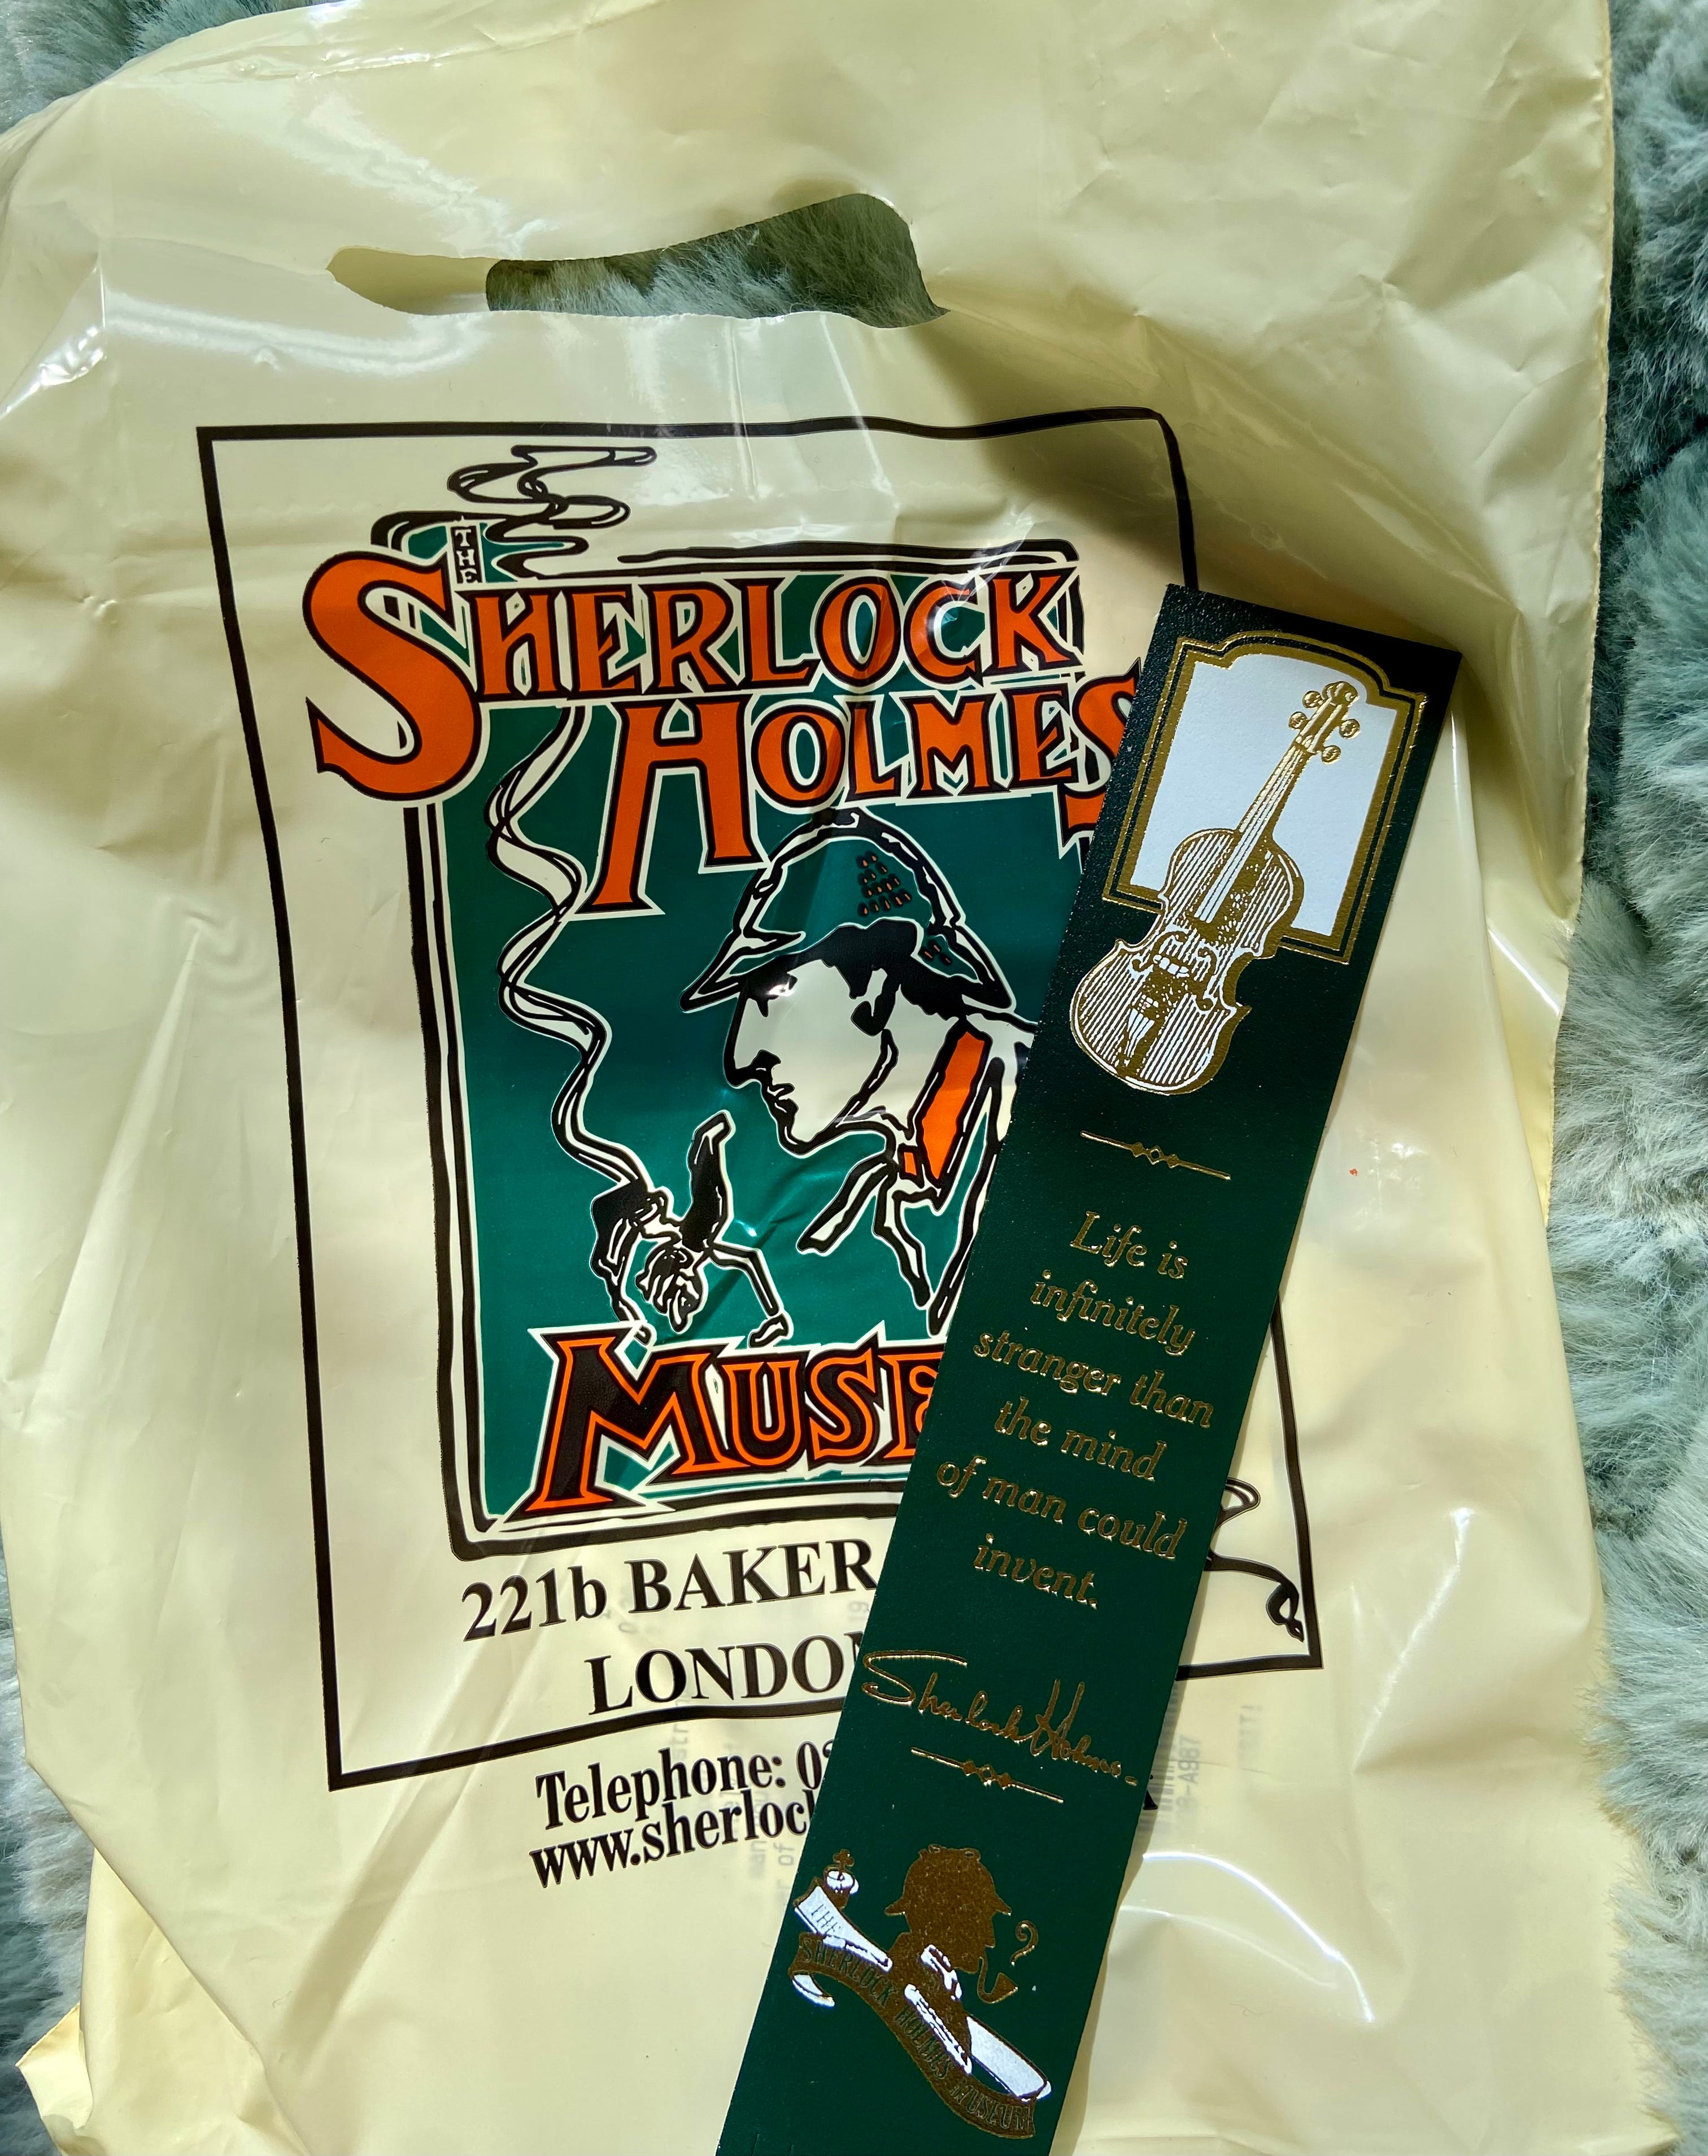 THE
SHERLOCK
HOLMES
MUSE
221b BAKER
LONDON
Telephone: 0
www.sherlock
Life is
infinitely
stranger than
the mind
of man could
invent.
Sherlock Holmes
THE
SHERLOCK HOLMES MUSEUM
?